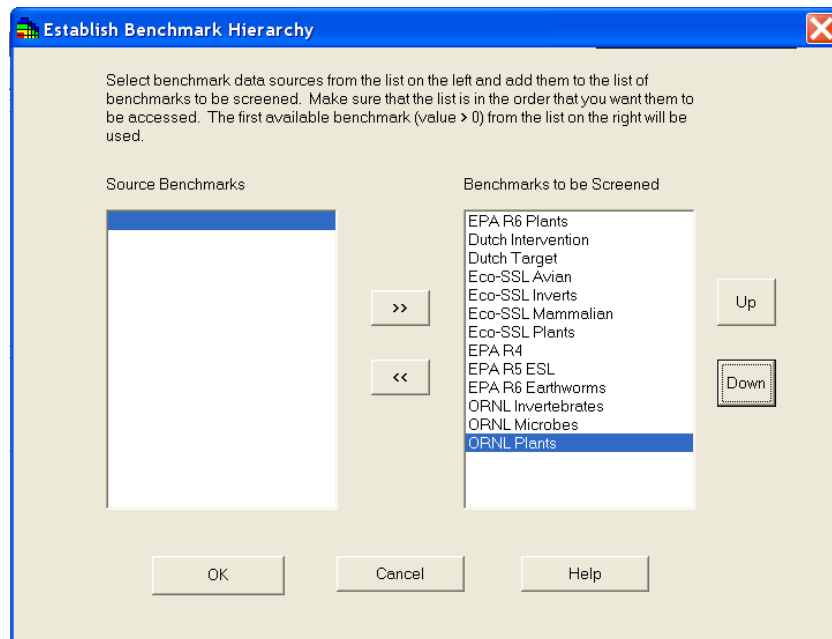 Establish Benchmark Hierarchy
Select benchmark data sources from the list on the left and add them to the list of
benchmarks to be screened.  Make sure that the list is in the order that you want them to
be accessed.  The first available benchmark (value > 0) from the list on the right will be
used.
Source Benchmarks
Benchmarks to be Screened
EPA R6 Plants
Dutch Intervention
Dutch Target
Eco-SSL Avian
Eco-SSL Inverts
Eco-SSL Mammalian
Eco-SSL Plants
EPA R4
EPA R5 ESL
EPA R6 Earthworms
ORNL Invertebrates
ORNL Microbes
ORNL Plants
>>
<<
Up
Down
OK
Cancel
Help